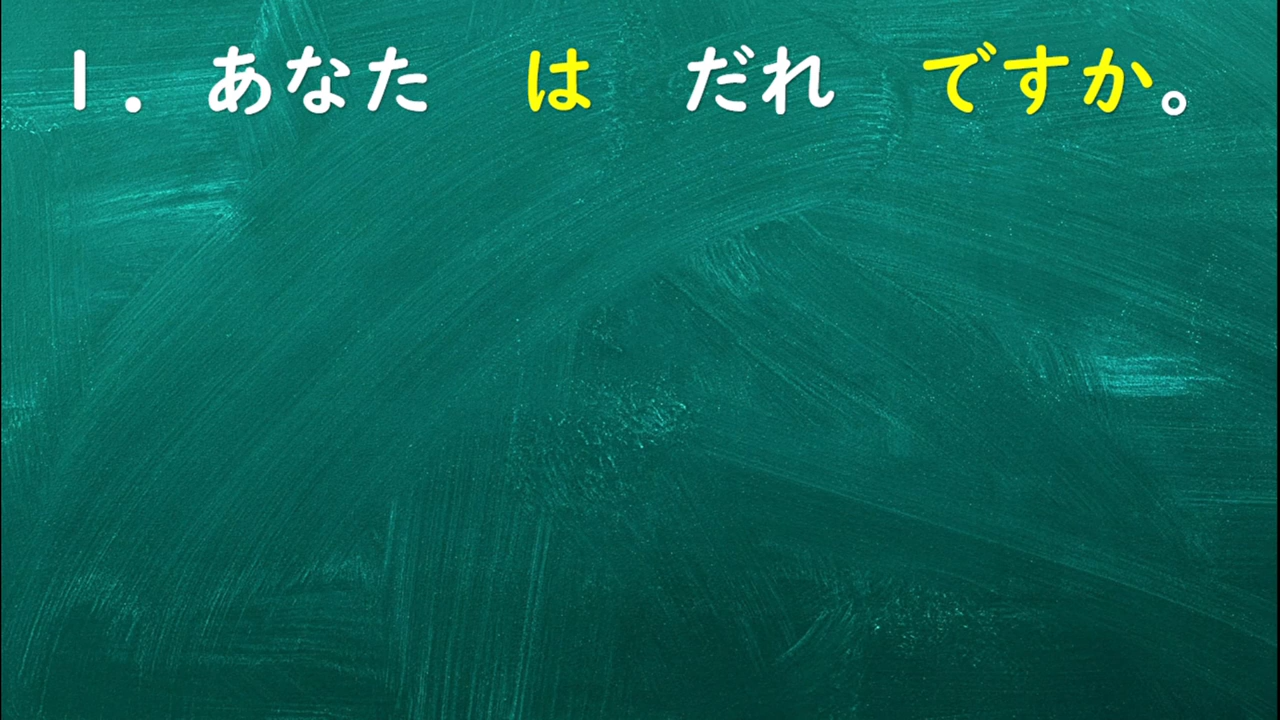 1. あなた は だれ ですか。